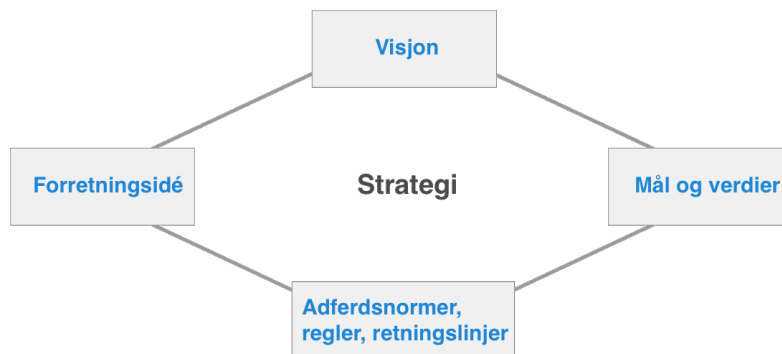 Visjon
Forretningsidé
Strategi
Mål og verdier
Adferdsnormer,
regler, retningslinjer